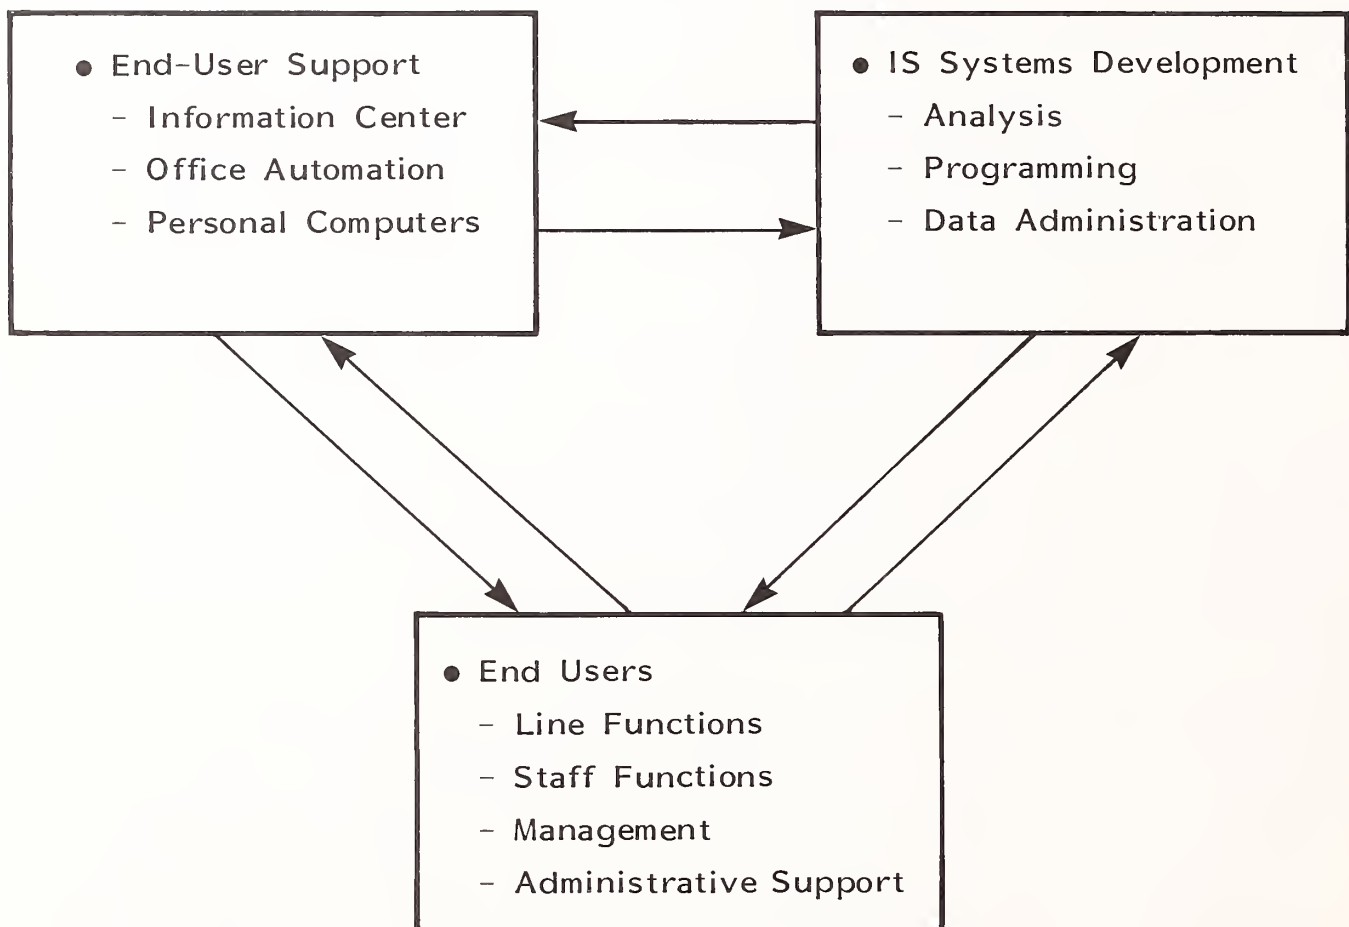 ● End-User Support
– Information Center
– Office Automation
– Personal Computers
● IS Systems Development
– Analysis
– Programming
– Data Administration
● End Users
– Line Functions
– Staff Functions
– Management
– Administrative Support